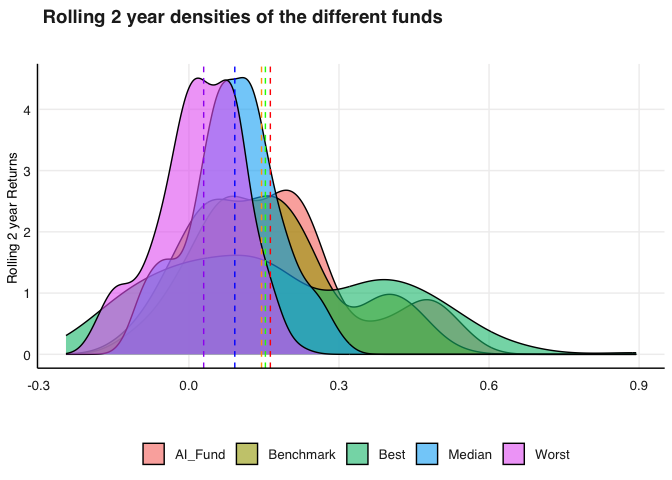 Rolling 2 year densities of the different funds
Rolling 2 year Returns
4
3
2
1
0
-0.3 0.0 0.3 0.6 0.9
AI_Fund Benchmark Best Median Worst